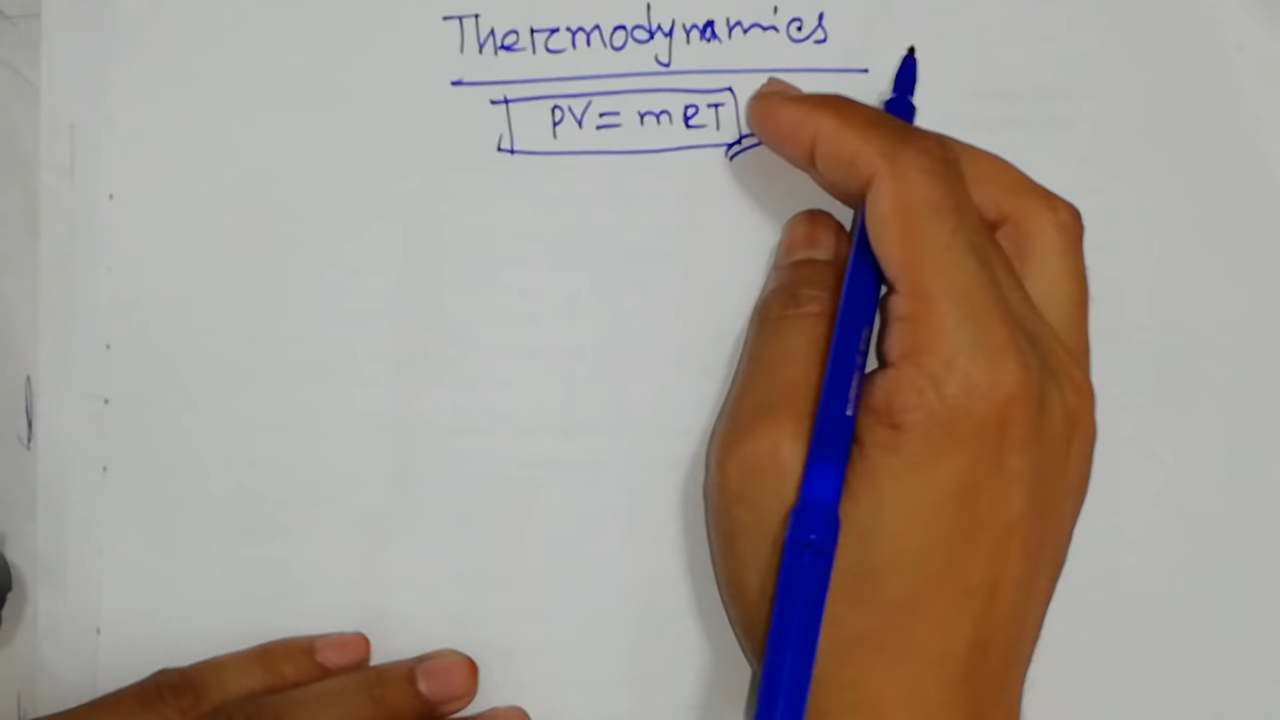 Thermodynamics
PV = mRT